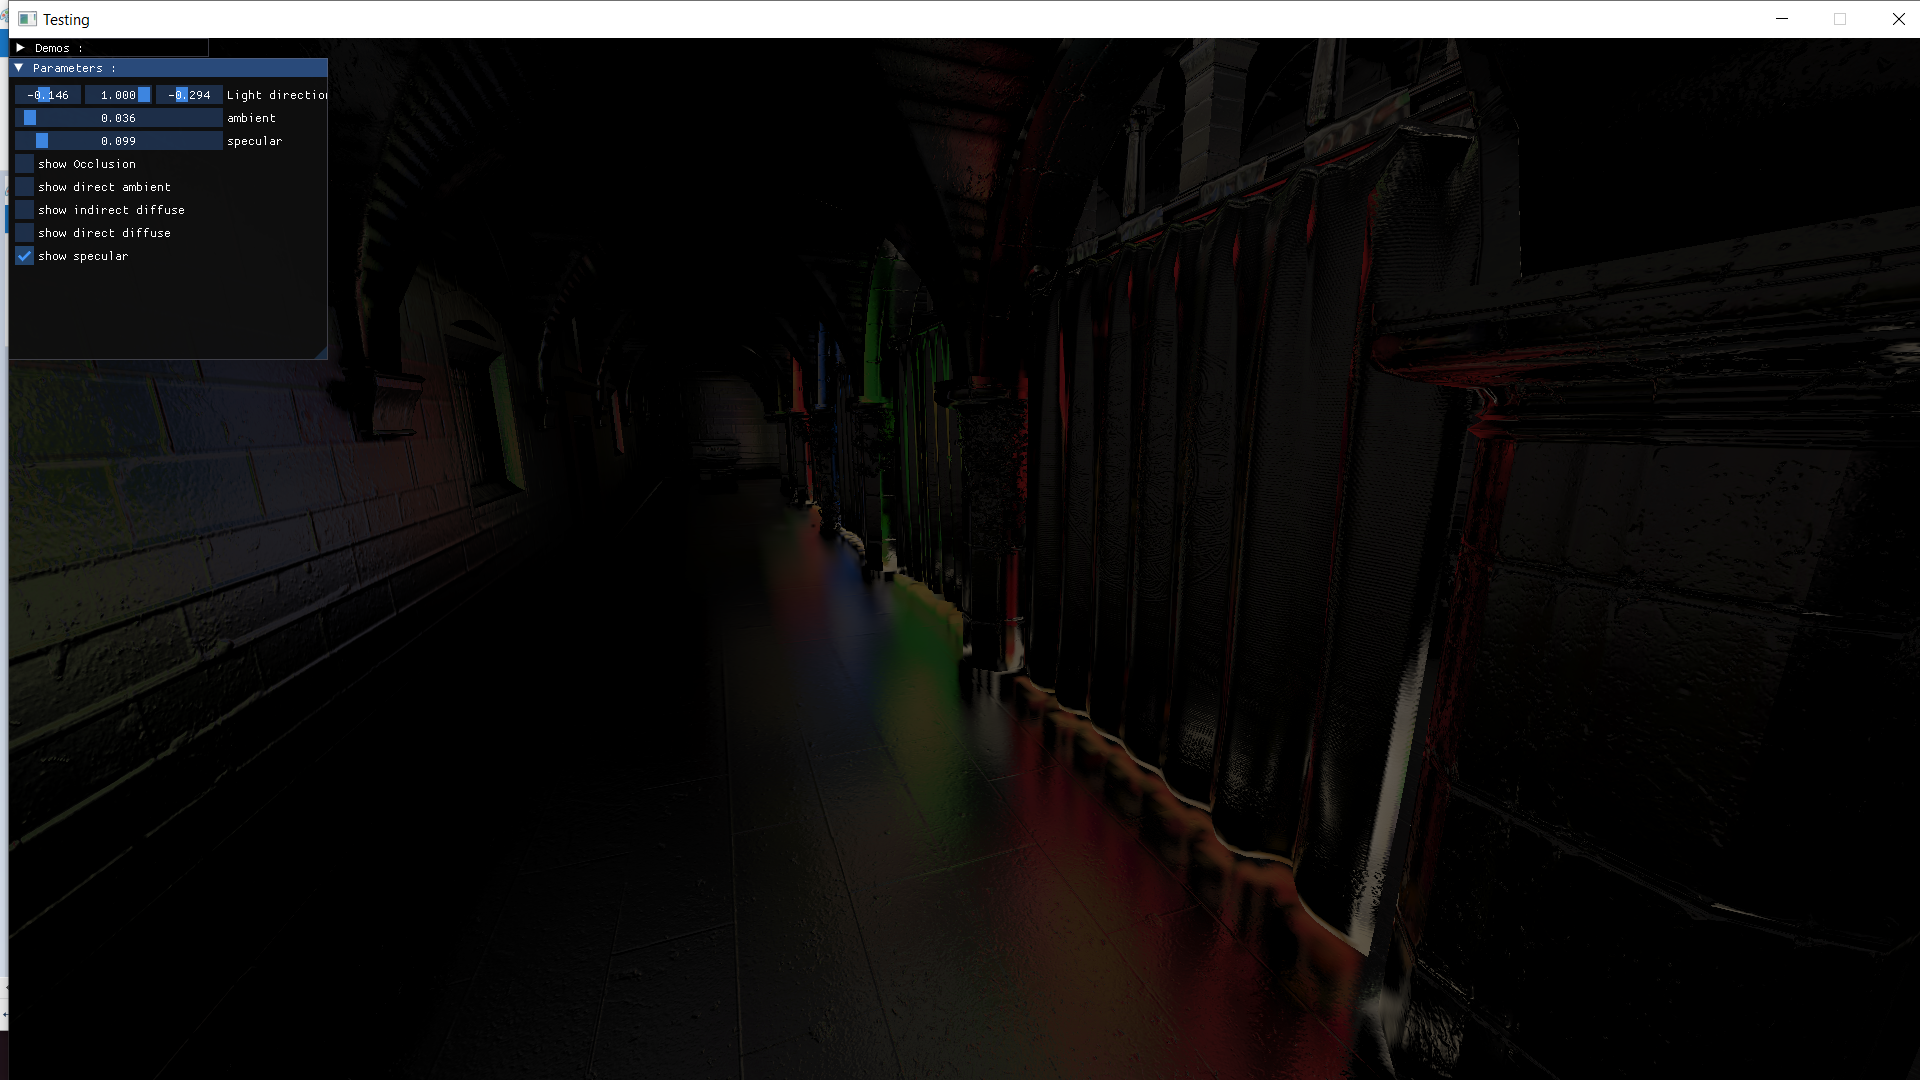 Testing
Demos :
Parameters :
-0.146 1.000 -0.294 Light direction
0.036 ambient
0.099 specular
show Occlusion
show direct ambient
show indirect diffuse
show direct diffuse
show specular